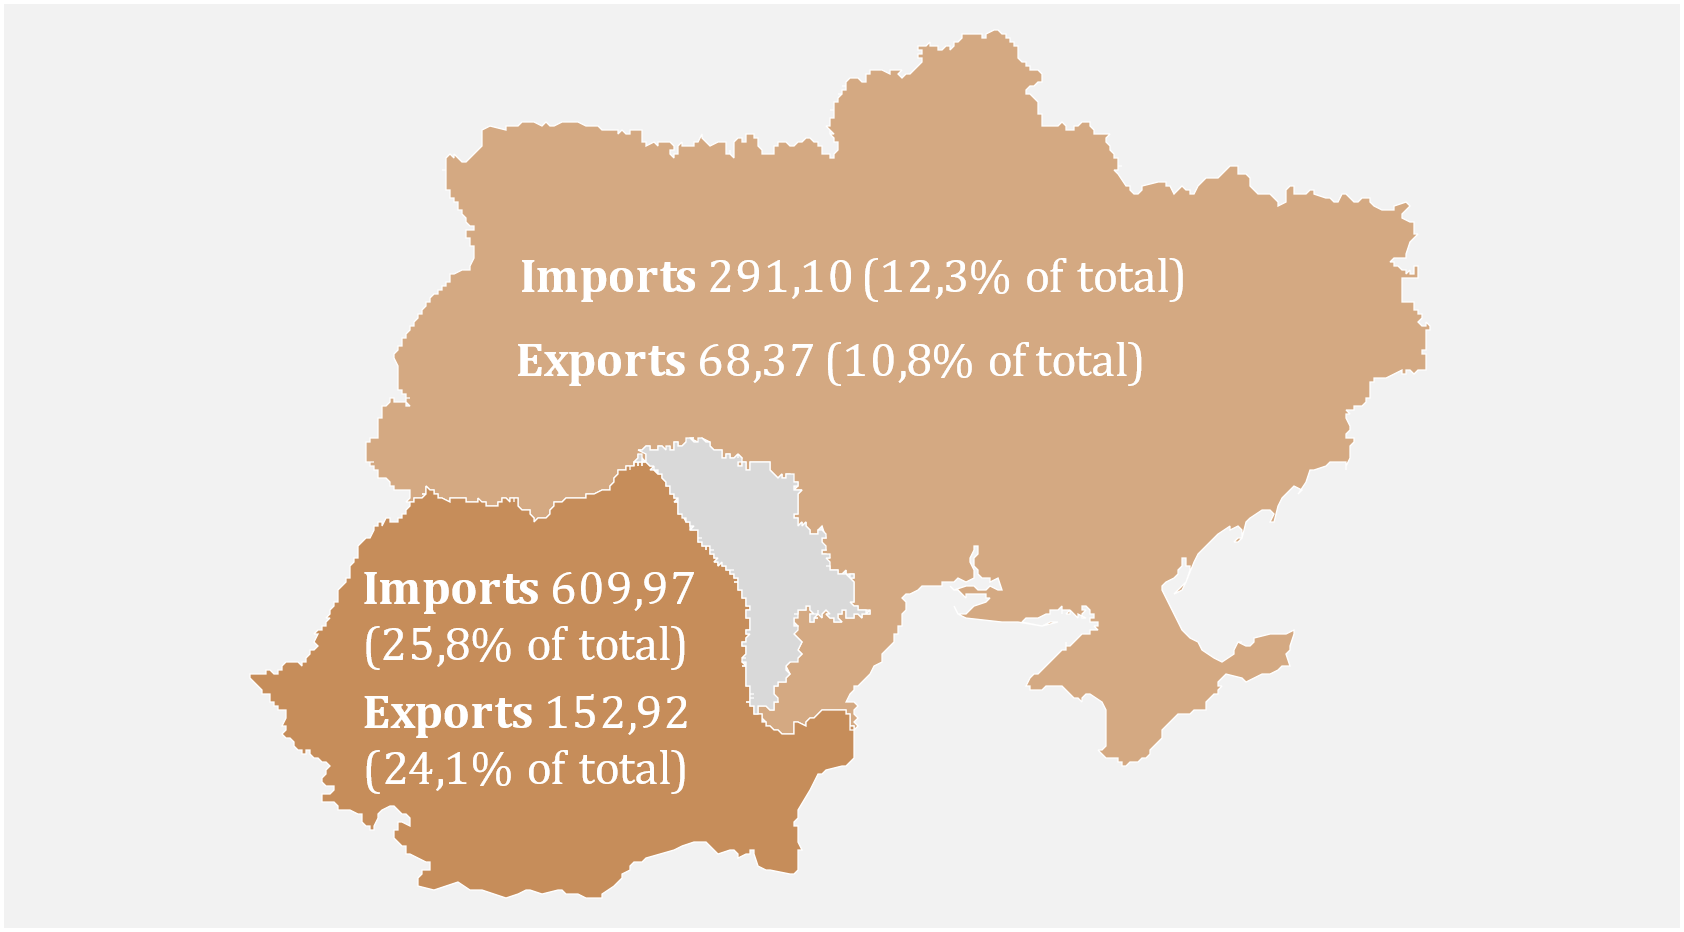 Imports 291,10 (12,3% of total)
Exports 68,37 (10,8% of total)
Imports 609,97
(25,8% of total)
Exports 152,92
(24,1% of total)